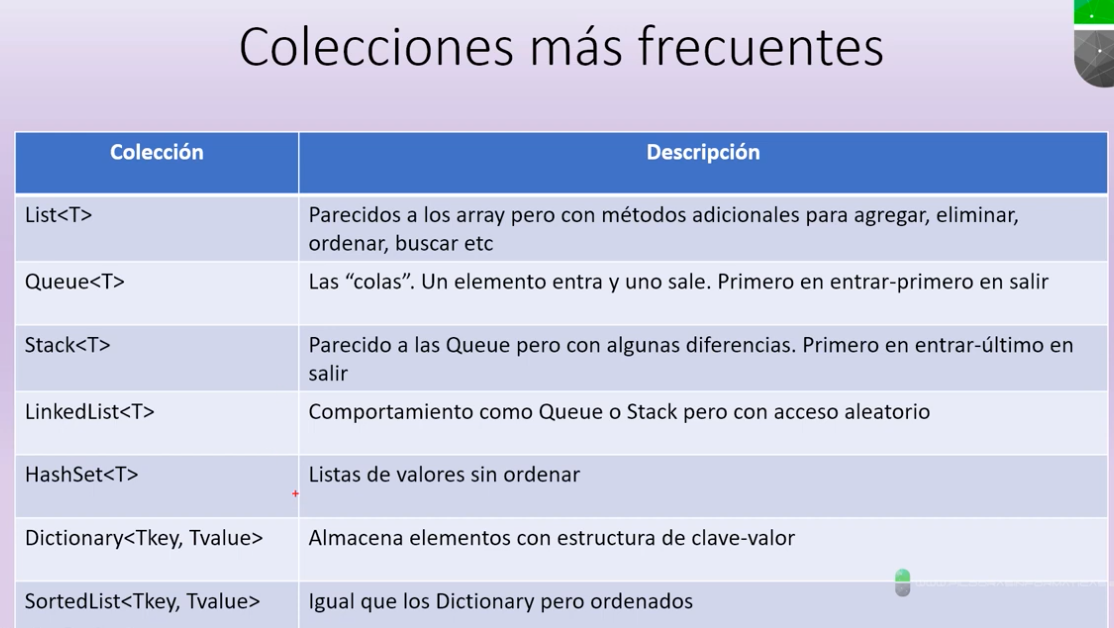 Colecciones más frecuentes
Colección
Descripción
List<T>
Parecidos a los array pero con métodos adicionales para agregar, eliminar,
ordenar, buscar etc
Queue<T>
Las “colas”. Un elemento entra y uno sale. Primero en entrar-primero en salir
Stack<T>
Parecido a las Queue pero con algunas diferencias. Primero en entrar-último en
salir
LinkedList<T>
Comportamiento como Queue o Stack pero con acceso aleatorio
HashSet<T>
Listas de valores sin ordenar
Dictionary<Tkey, Tvalue>
Almacena elementos con estructura de clave-valor
SortedList<Tkey, Tvalue>
Igual que los Dictionary pero ordenados